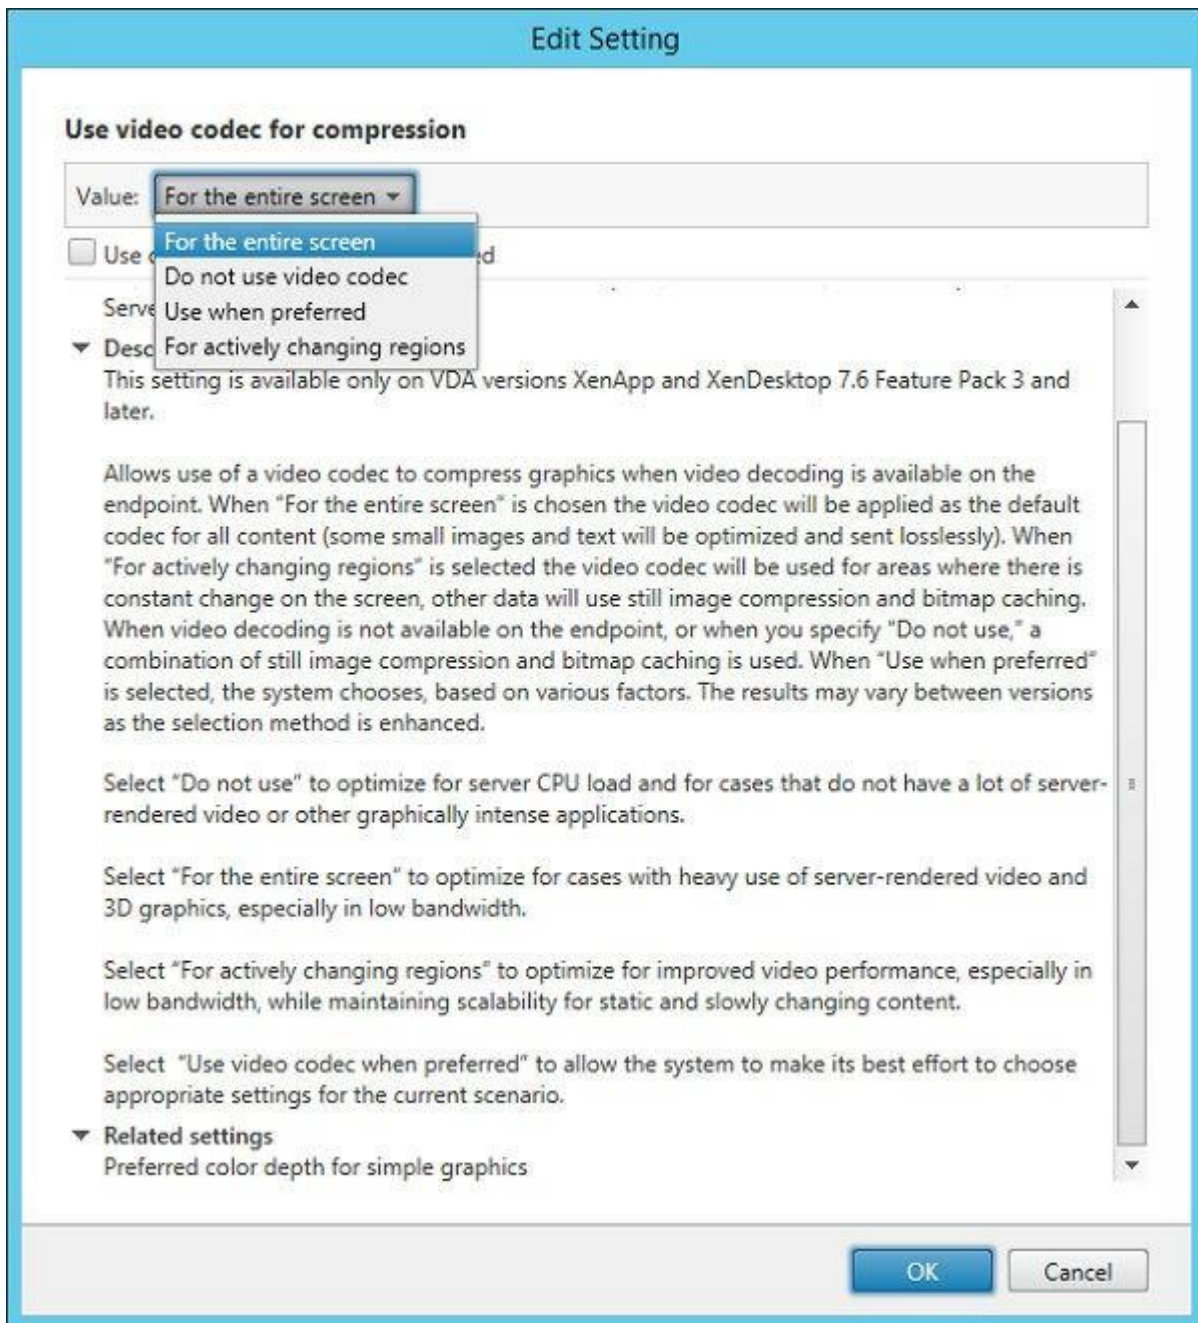 Edit Setting
Use video codec for compression
Value: For the entire screen
For the entire screen
Use
Do not use video codec
Use when preferred
Desc For actively changing regions
This setting is available only on VDA versions XenApp and XenDesktop 7.6 Feature Pack 3 and
later.
Allows use of a video codec to compress graphics when video decoding is available on the
endpoint. When "For the entire screen" is chosen the video codec will be applied as the default
codec for all content (some small images and text will be optimized and sent losslessly). When
"For actively changing regions" is selected the video codec will be used for areas where there is
constant change on the screen, other data will use still image compression and bitmap caching.
When video decoding is not available on the endpoint, or when you specify "Do not use," a
combination of still image compression and bitmap caching is used. When "Use when preferred"
is selected, the system chooses, based on various factors. The results may vary between versions
as the selection method is enhanced.
Select "Do not use" to optimize for server CPU load and for cases that do not have a lot of server-
rendered video or other graphically intense applications.
Select "For the entire screen" to optimize for cases with heavy use of server-rendered video and
3D graphics, especially in low bandwidth.
Select "For actively changing regions" to optimize for improved video performance, especially in
low bandwidth, while maintaining scalability for static and slowly changing content.
Select "Use video codec when preferred" to allow the system to make its best effort to choose
appropriate settings for the current scenario.
Related settings
Preferred color depth for simple graphics
OK
Cancel